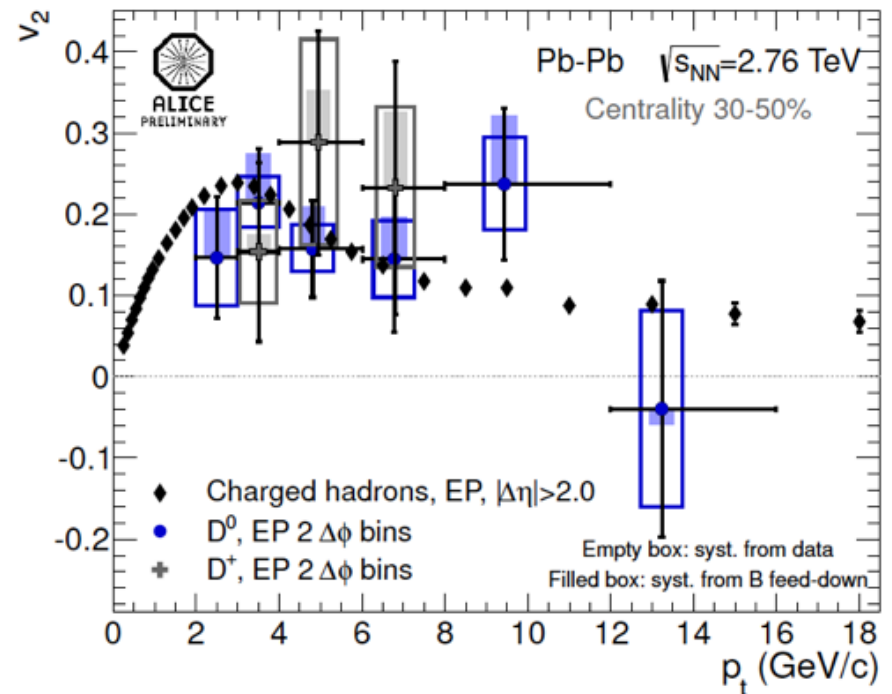 v₂
0.4
0.3
0.2
0.1
0
-0.1
-0.2
ALICE
PRELIMINARY
Pb-Pb √sNN=2.76 TeV
Centrality 30-50%
Charged hadrons, EP, |Δη|>2.0
D⁰, EP 2 Δϕ bins
D⁺, EP 2 Δϕ bins
Empty box: syst. from data
Filled box: syst. from B feed-down
0 2 4 6 8 10 12 14 16 18
pₜ (GeV/c)